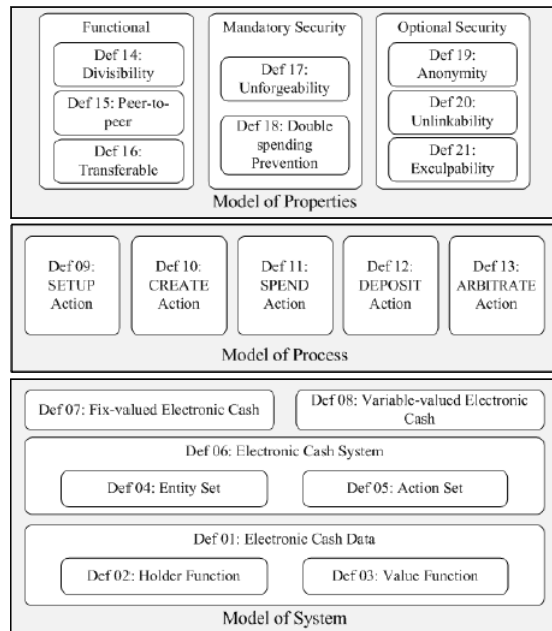 Functional
Def 14:
Divisibility
Def 15: Peer-to-
peer
Def 16:
Transferable
Mandatory Security
Def 17:
Unforgeability
Def 18: Double
spending
Prevention
Optional Security
Def 19:
Anonymity
Def 20:
Unlinkability
Def 21:
Exculpability
Model of Properties
Def 09:
SETUP
Action
Def 10:
CREATE
Action
Def 11:
SPEND
Action
Def 12:
DEPOSIT
Action
Def 13:
ARBITRATE
Action
Model of Process
Def 07: Fix-valued Electronic Cash
Def 08: Variable-valued Electronic
Cash
Def 06: Electronic Cash System
Def 04: Entity Set
Def 05: Action Set
Def 01: Electronic Cash Data
Def 02: Holder Function
Def 03: Value Function
Model of System